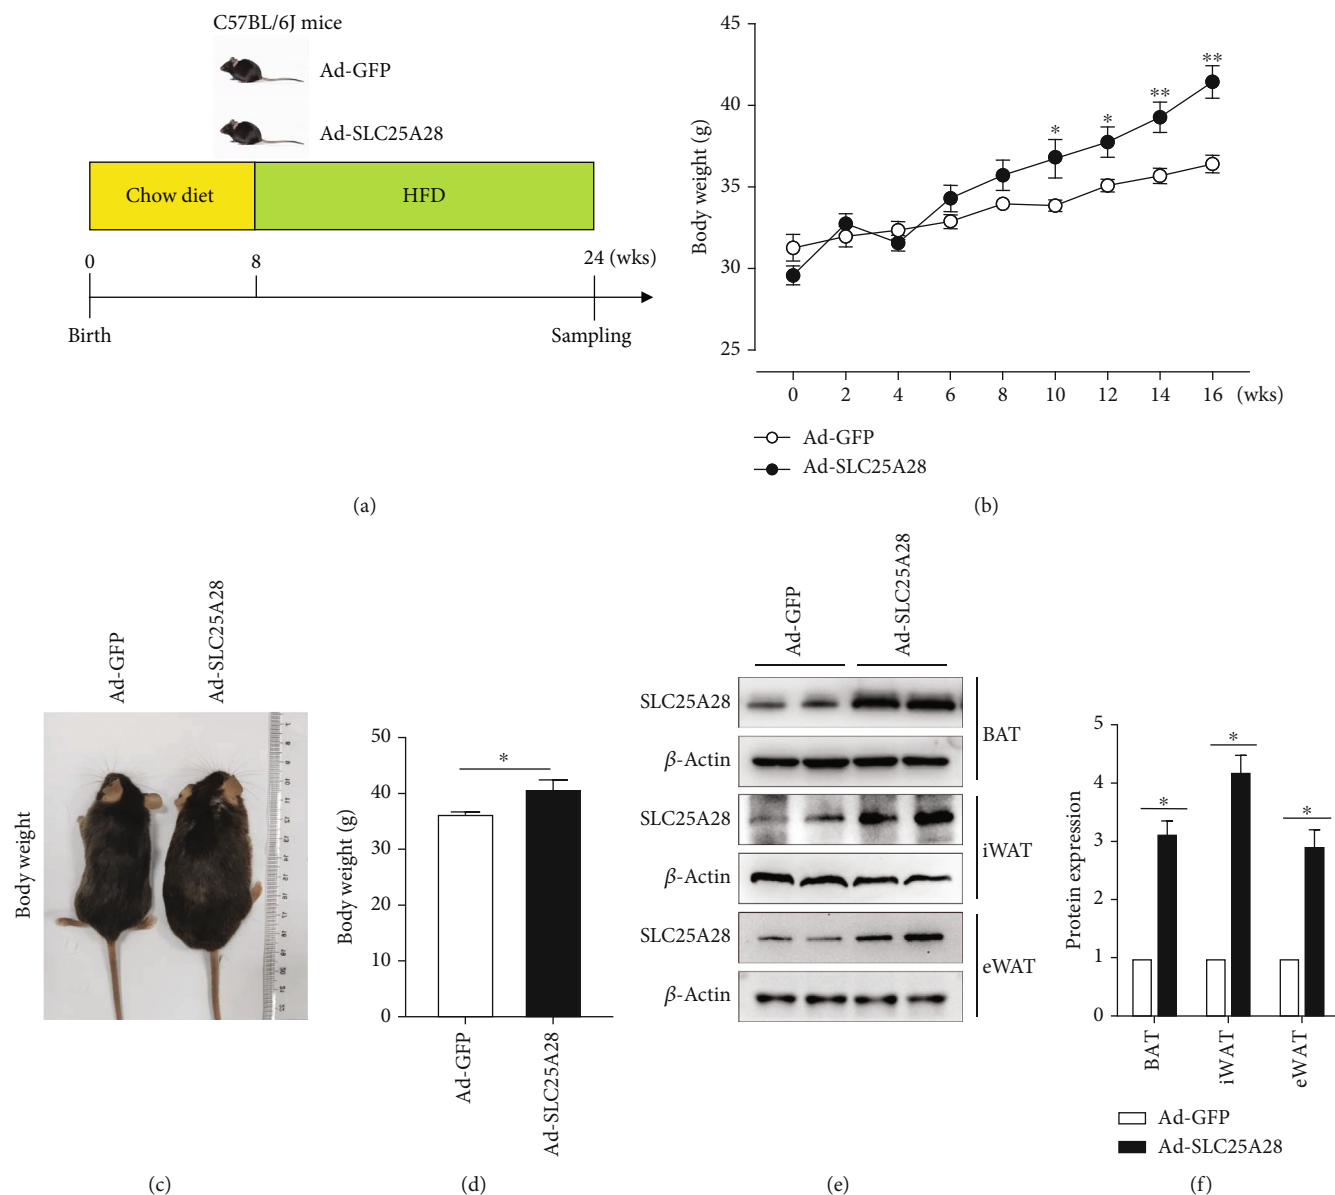 C57BL/6J mice
Ad-GFP
Ad-SLC25A28
Chow diet
HFD
0
8
24 (wks)
Birth
Sampling
(a)
45
40
35
30
25
Body weight (g)
*
*
**
**
0 2 4 6 8 10 12 14 16 (wks)
Ad-GFP
Ad-SLC25A28
(b)
Ad-GFP
Ad-SLC25A28
Body weight
(c)
50
40
30
20
10
0
Body weight (g)
*
Ad-GFP
Ad-SLC25A28
(d)
Ad-GFP
Ad-SLC25A28
SLC25A28
β-Actin
BAT
SLC25A28
β-Actin
iWAT
SLC25A28
β-Actin
eWAT
(e)
5
4
3
2
1
0
Protein expression
*
*
*
BAT
iWAT
eWAT
Ad-GFP
Ad-SLC25A28
(f)